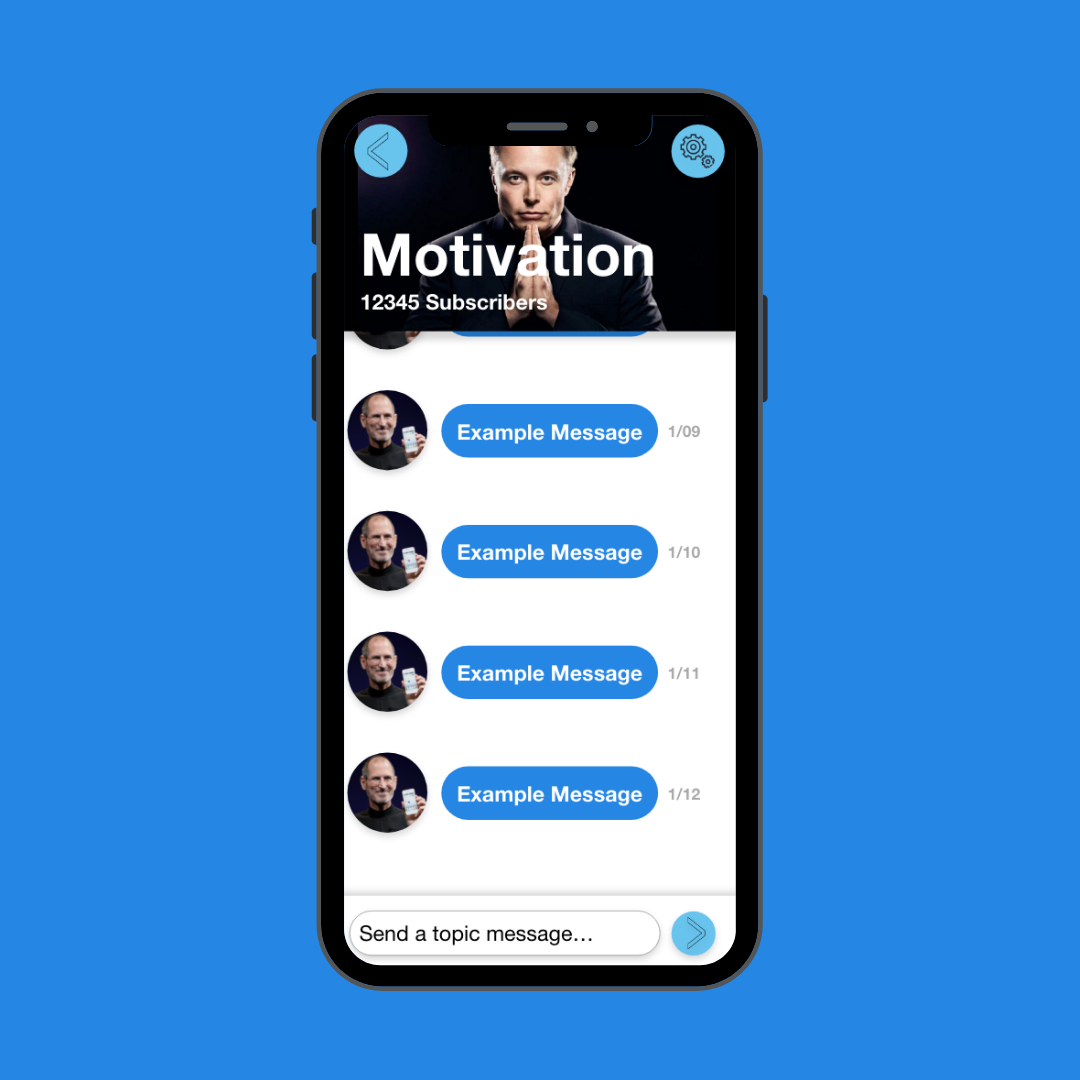 Motivation
12345 Subscribers
Example Message 1/09
Example Message 1/10
Example Message 1/11
Example Message 1/12
Send a topic message…